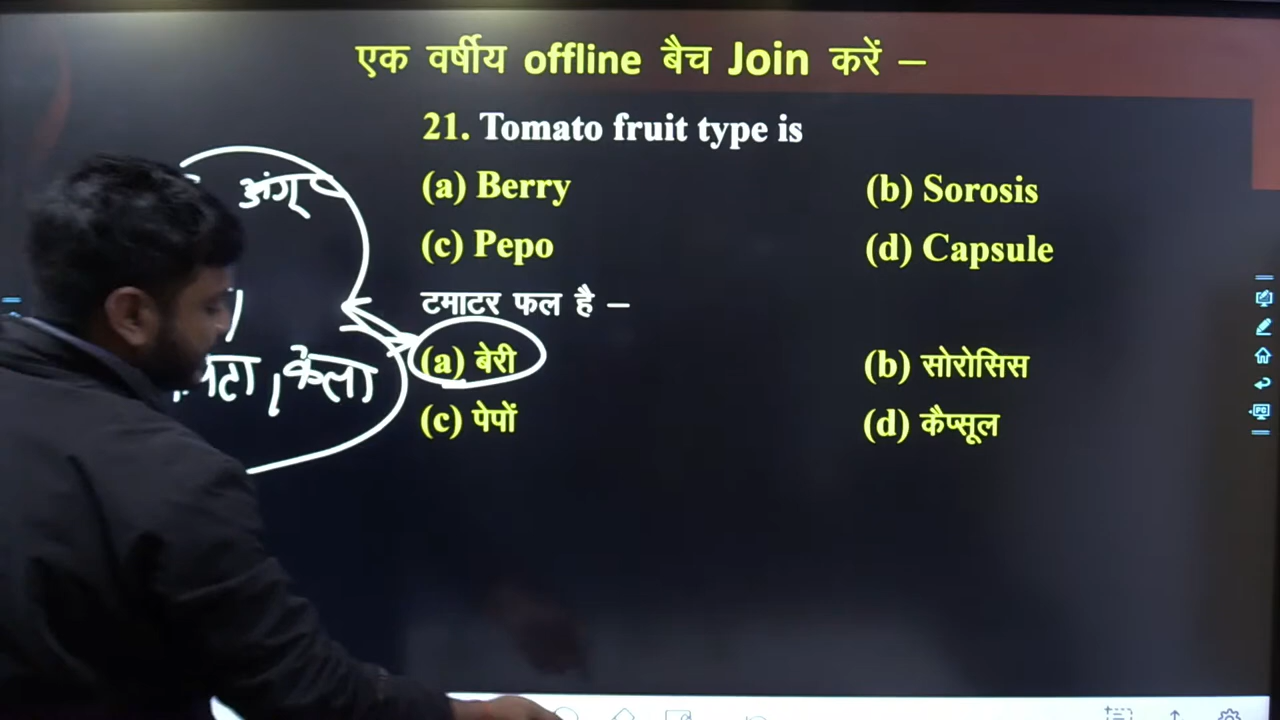 एक वर्षीय offline बैच Join करें –
21. Tomato fruit type is
(a) Berry (b) Sorosis
(c) Pepo (d) Capsule
टमाटर फल है –
(a) बेरी (b) सोरोसिस
(c) पेपों (d) कैप्सूल
अंगू
केला